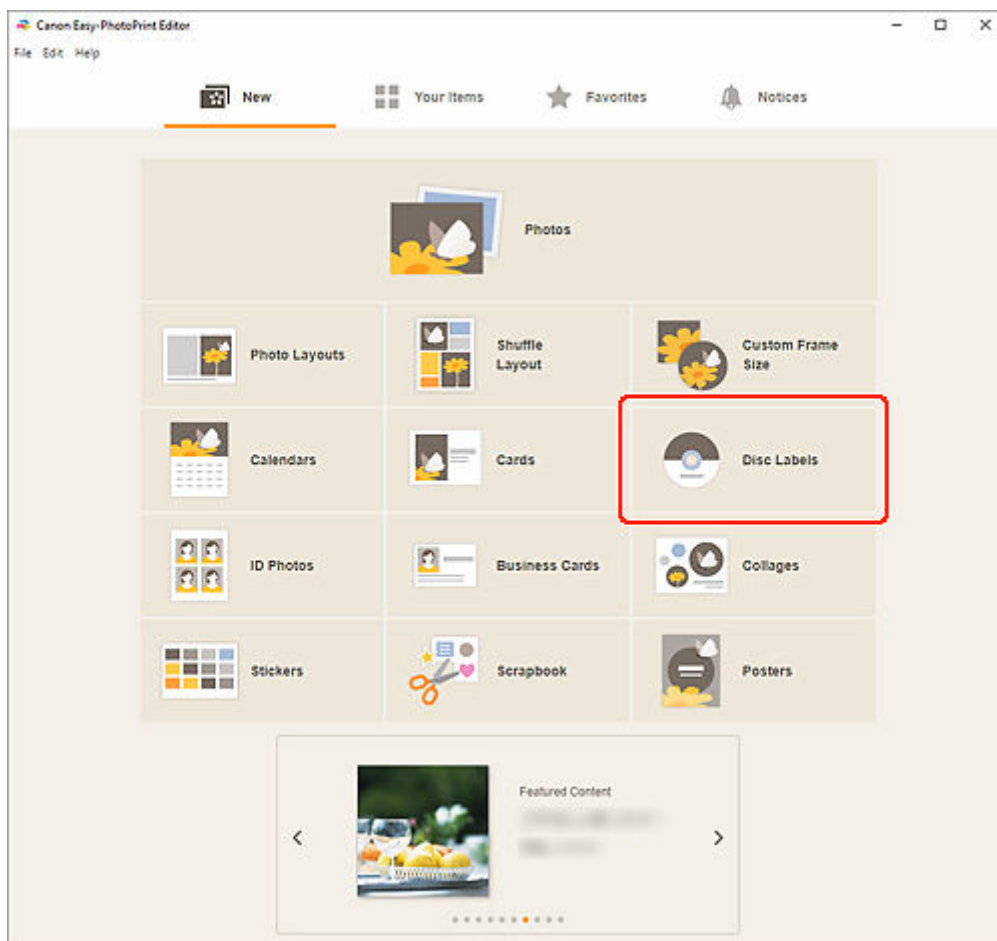 Canon Easy-PhotoPrint Editor
File Edit Help
New Your Items Favorites Notices
Photos
Photo Layouts
Shuffle
Layout
Custom Frame
Size
Calendars
Cards
Disc Labels
ID Photos
Business Cards
Collages
Stickers
Scrapbook
Posters
Featured Content